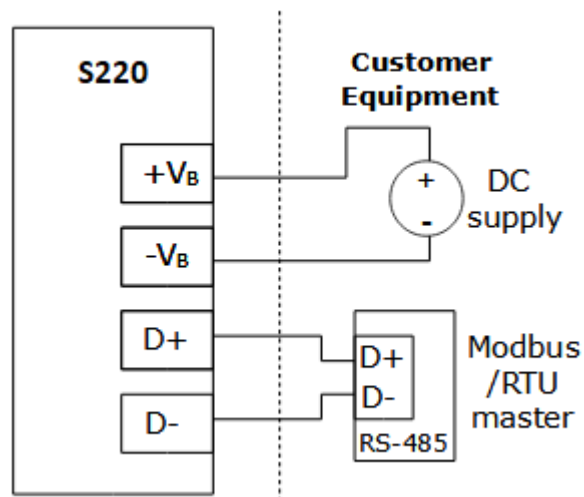 S220
Customer
Equipment
+VB
-VB
D+
D-
+
-
DC
supply
D+
D-
RS-485
Modbus
/RTU
master